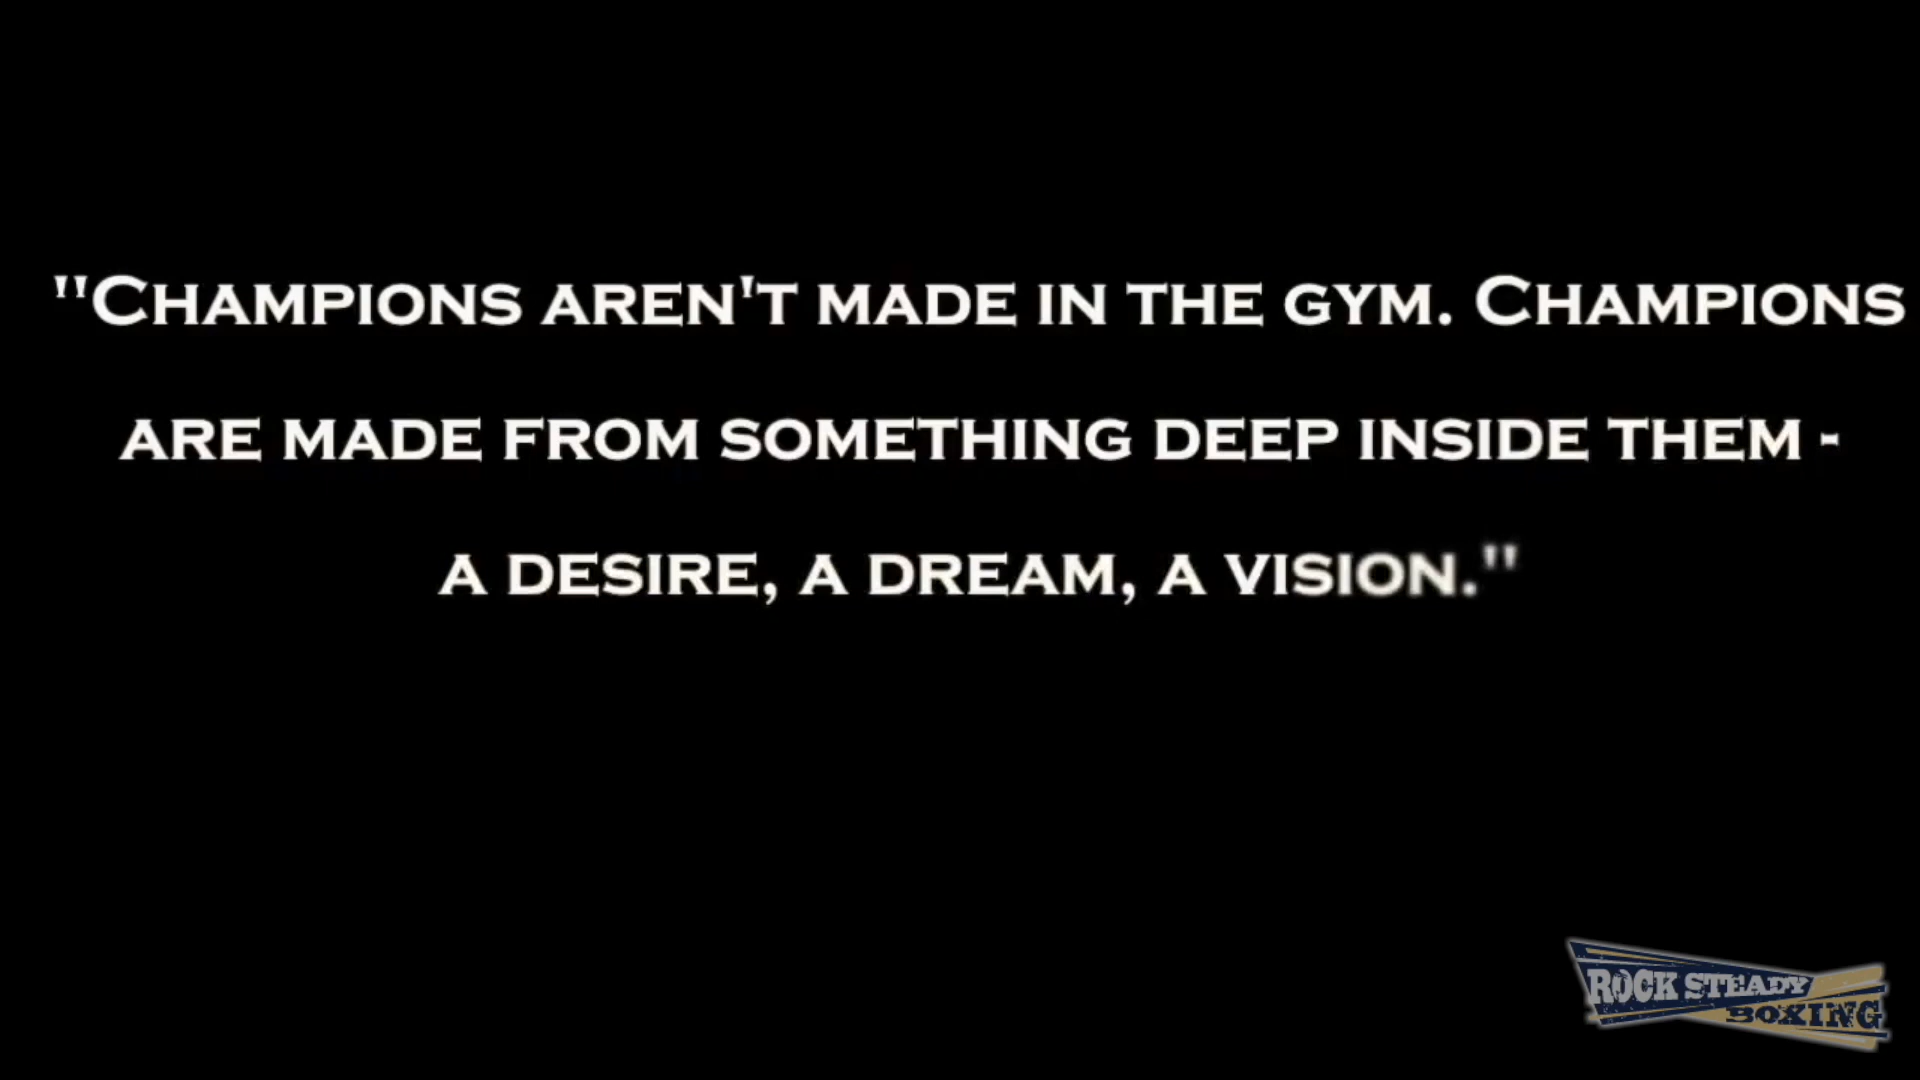 "Champions aren't made in the gym. Champions
are made from something deep inside them -
a desire, a dream, a vision."
ROCK STEADY
BOXING